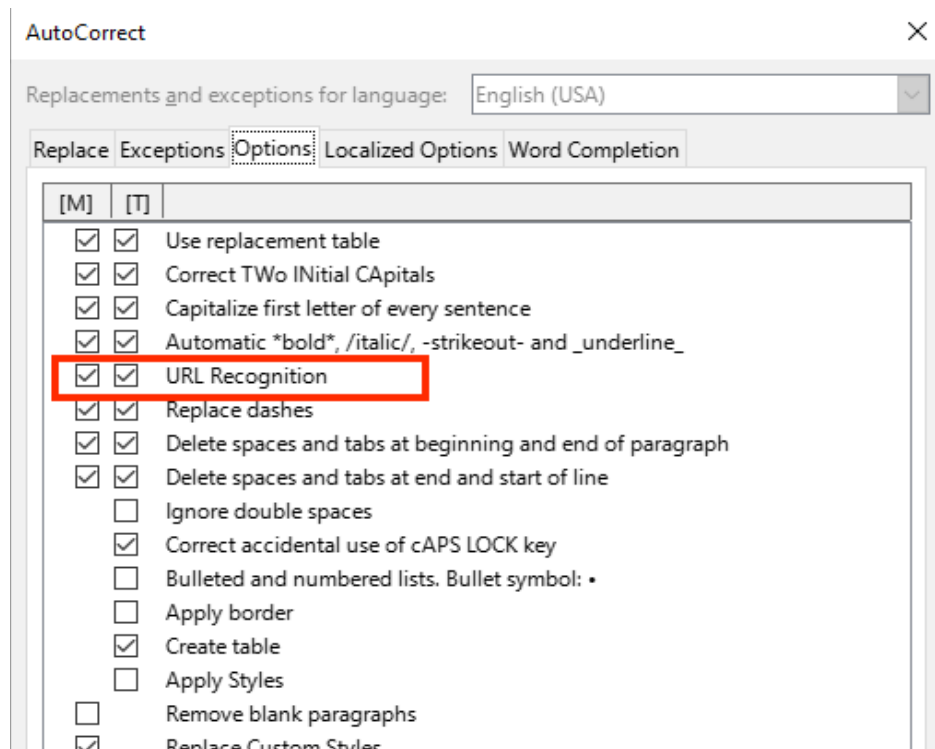 AutoCorrect
Replacements and exceptions for language: English (USA)
Replace Exceptions Options Localized Options Word Completion
[M] [T]
Use replacement table
Correct TWo INitial CApitals
Capitalize first letter of every sentence
Automatic *bold*, /italic/, -strikeout- and _underline_
URL Recognition
Replace dashes
Delete spaces and tabs at beginning and end of paragraph
Delete spaces and tabs at end and start of line
Ignore double spaces
Correct accidental use of cAPS LOCK key
Bulleted and numbered lists. Bullet symbol: •
Apply border
Create table
Apply Styles
Remove blank paragraphs
Replace Custom Styles